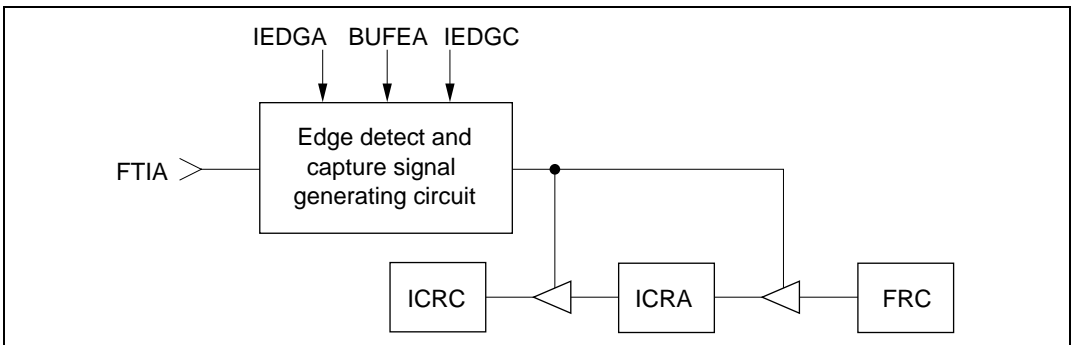 IEDGA BUFEA IEDGC
FTIA
Edge detect and
capture signal
generating circuit
ICRC
ICRA
FRC